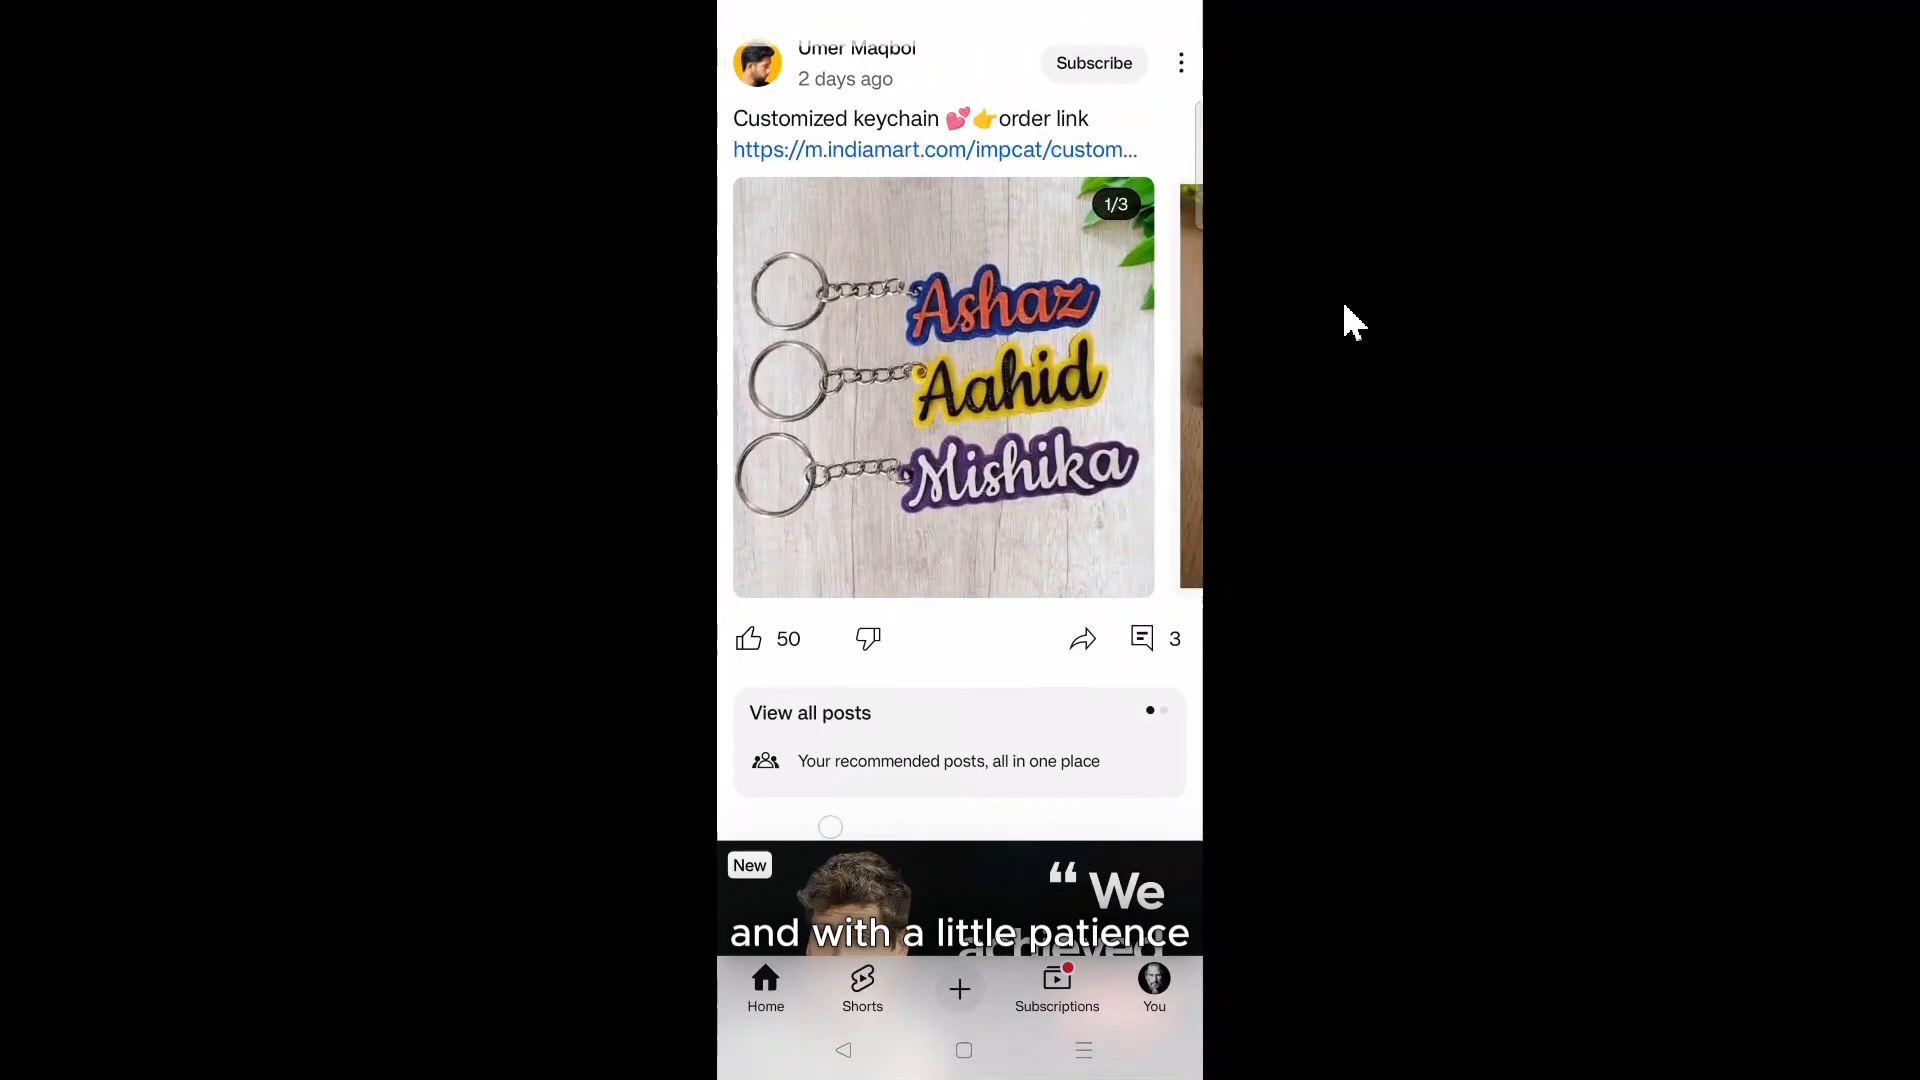 Umer Maqbol
2 days ago
Subscribe
Customized keychain 💕👉order link
https://m.indiamart.com/impcat/custom...
1/3
Ashaz
Aahid
Mishika
50
3
View all posts
Your recommended posts, all in one place
New
“ We
achieved
and with a little patience
Home
Shorts
Subscriptions
You